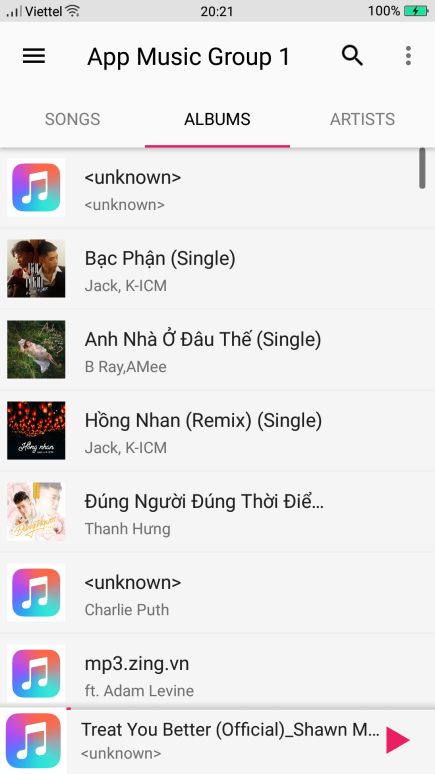 Viettel 20:21 100%
App Music Group 1
SONGS ALBUMS ARTISTS
<unknown>
<unknown>
Bạc Phận (Single)
Jack, K-ICM
Anh Nhà Ở Đâu Thế (Single)
B Ray,AMee
Hồng Nhan (Remix) (Single)
Hồng nhan
Jack, K-ICM
Đúng Người Đúng Thời Điể...
Thanh Hưng
<unknown>
Charlie Puth
mp3.zing.vn
ft. Adam Levine
Treat You Better (Official)_Shawn M...
<unknown>